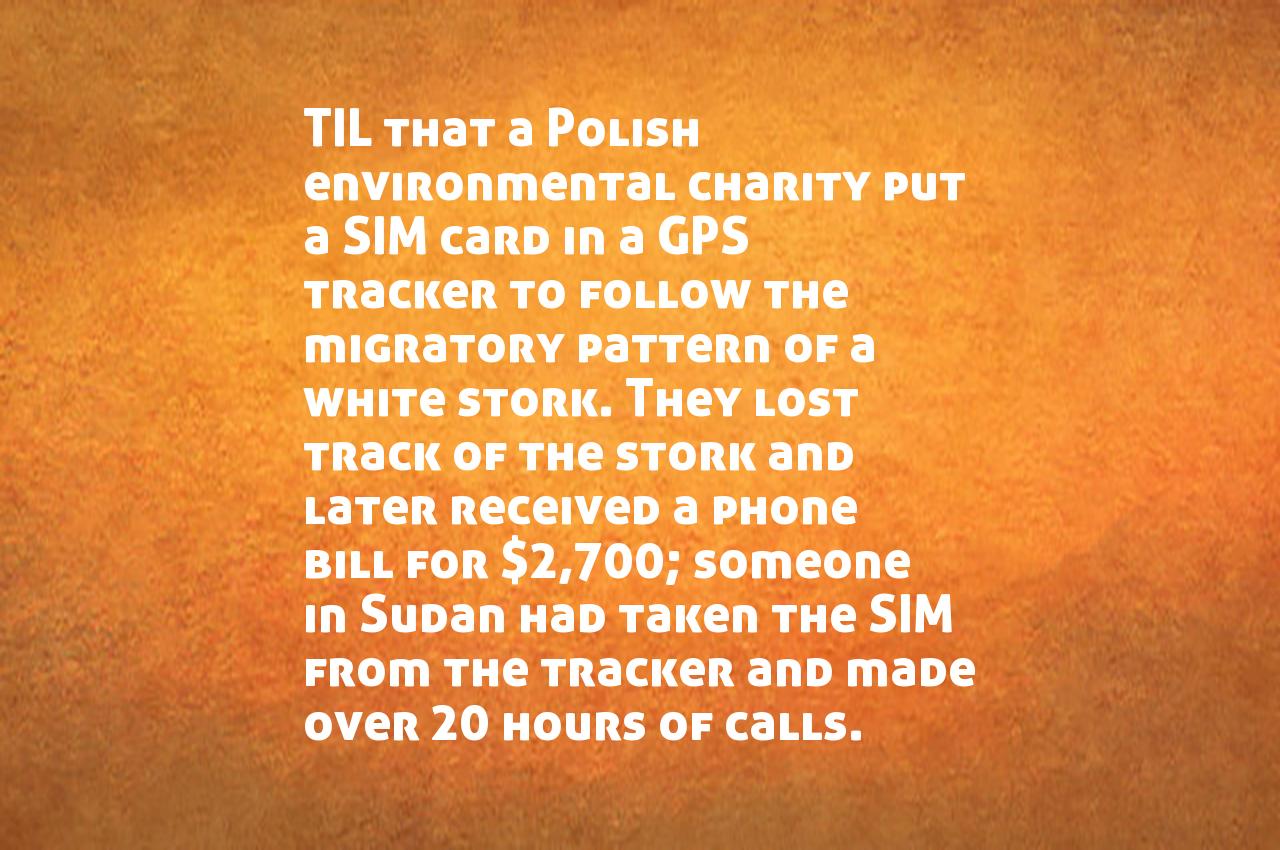 TIL that a Polish
environmental charity put
a SIM card in a GPS
tracker to follow the
migratory pattern of a
white stork. They lost
track of the stork and
later received a phone
bill for $2,700; someone
in Sudan had taken the SIM
from the tracker and made
over 20 hours of calls.